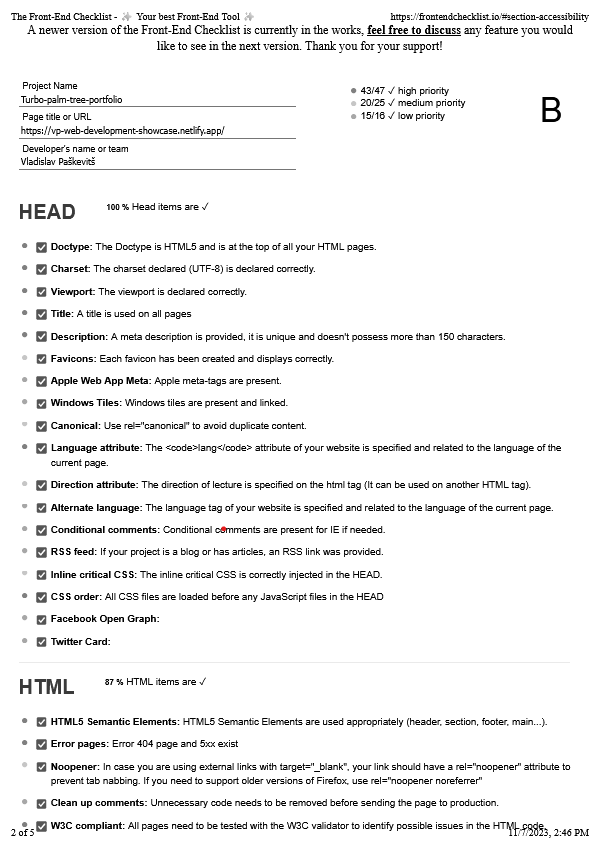 The Front-End Checklist - ✨ Your best Front-End Tool ✨ https://frontendchecklist.io/#section-accessibility
A newer version of the Front-End Checklist is currently in the works, feel free to discuss any feature you would
like to see in the next version. Thank you for your support!
Project Name
Turbo-palm-tree-portfolio
Page title or URL
https://vp-web-development-showcase.netlify.app/
Developer's name or team
Vladislav Paškevitš
43/47 ✓ high priority
20/25 ✓ medium priority
15/16 ✓ low priority
B
HEAD 100 % Head items are ✓
Doctype: The Doctype is HTML5 and is at the top of all your HTML pages.
Charset: The charset declared (UTF-8) is declared correctly.
Viewport: The viewport is declared correctly.
Title: A title is used on all pages
Description: A meta description is provided, it is unique and doesn't possess more than 150 characters.
Favicons: Each favicon has been created and displays correctly.
Apple Web App Meta: Apple meta-tags are present.
Windows Tiles: Windows tiles are present and linked.
Canonical: Use rel="canonical" to avoid duplicate content.
Language attribute: The <code>lang</code> attribute of your website is specified and related to the language of the
current page.
Direction attribute: The direction of lecture is specified on the html tag (It can be used on another HTML tag).
Alternate language: The language tag of your website is specified and related to the language of the current page.
Conditional comments: Conditional comments are present for IE if needed.
RSS feed: If your project is a blog or has articles, an RSS link was provided.
Inline critical CSS: The inline critical CSS is correctly injected in the HEAD.
CSS order: All CSS files are loaded before any JavaScript files in the HEAD
Facebook Open Graph:
Twitter Card:
HTML 87 % HTML items are ✓
HTML5 Semantic Elements: HTML5 Semantic Elements are used appropriately (header, section, footer, main...).
Error pages: Error 404 page and 5xx exist
Noopener: In case you are using external links with target="_blank", your link should have a rel="noopener" attribute to
prevent tab nabbing. If you need to support older versions of Firefox, use rel="noopener noreferrer"
Clean up comments: Unnecessary code needs to be removed before sending the page to production.
W3C compliant: All pages need to be tested with the W3C validator to identify possible issues in the HTML code.
2 of 5 11/7/2023, 2:46 PM